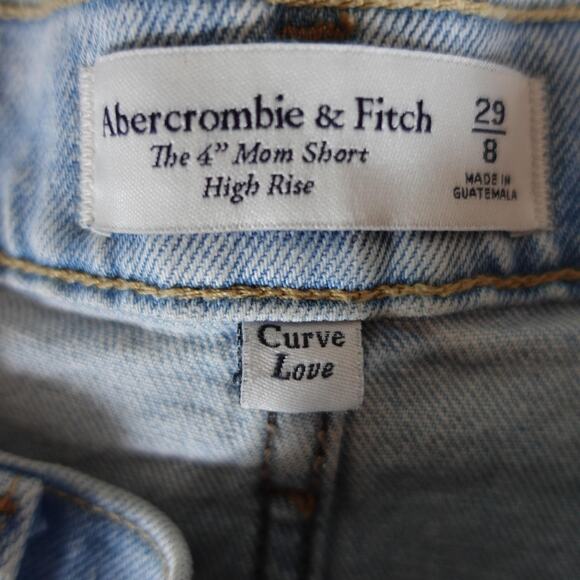 Abercrombie & Fitch
The 4" Mom Short
High Rise
29
8
MADE IN
GUATEMALA
Curve
Love